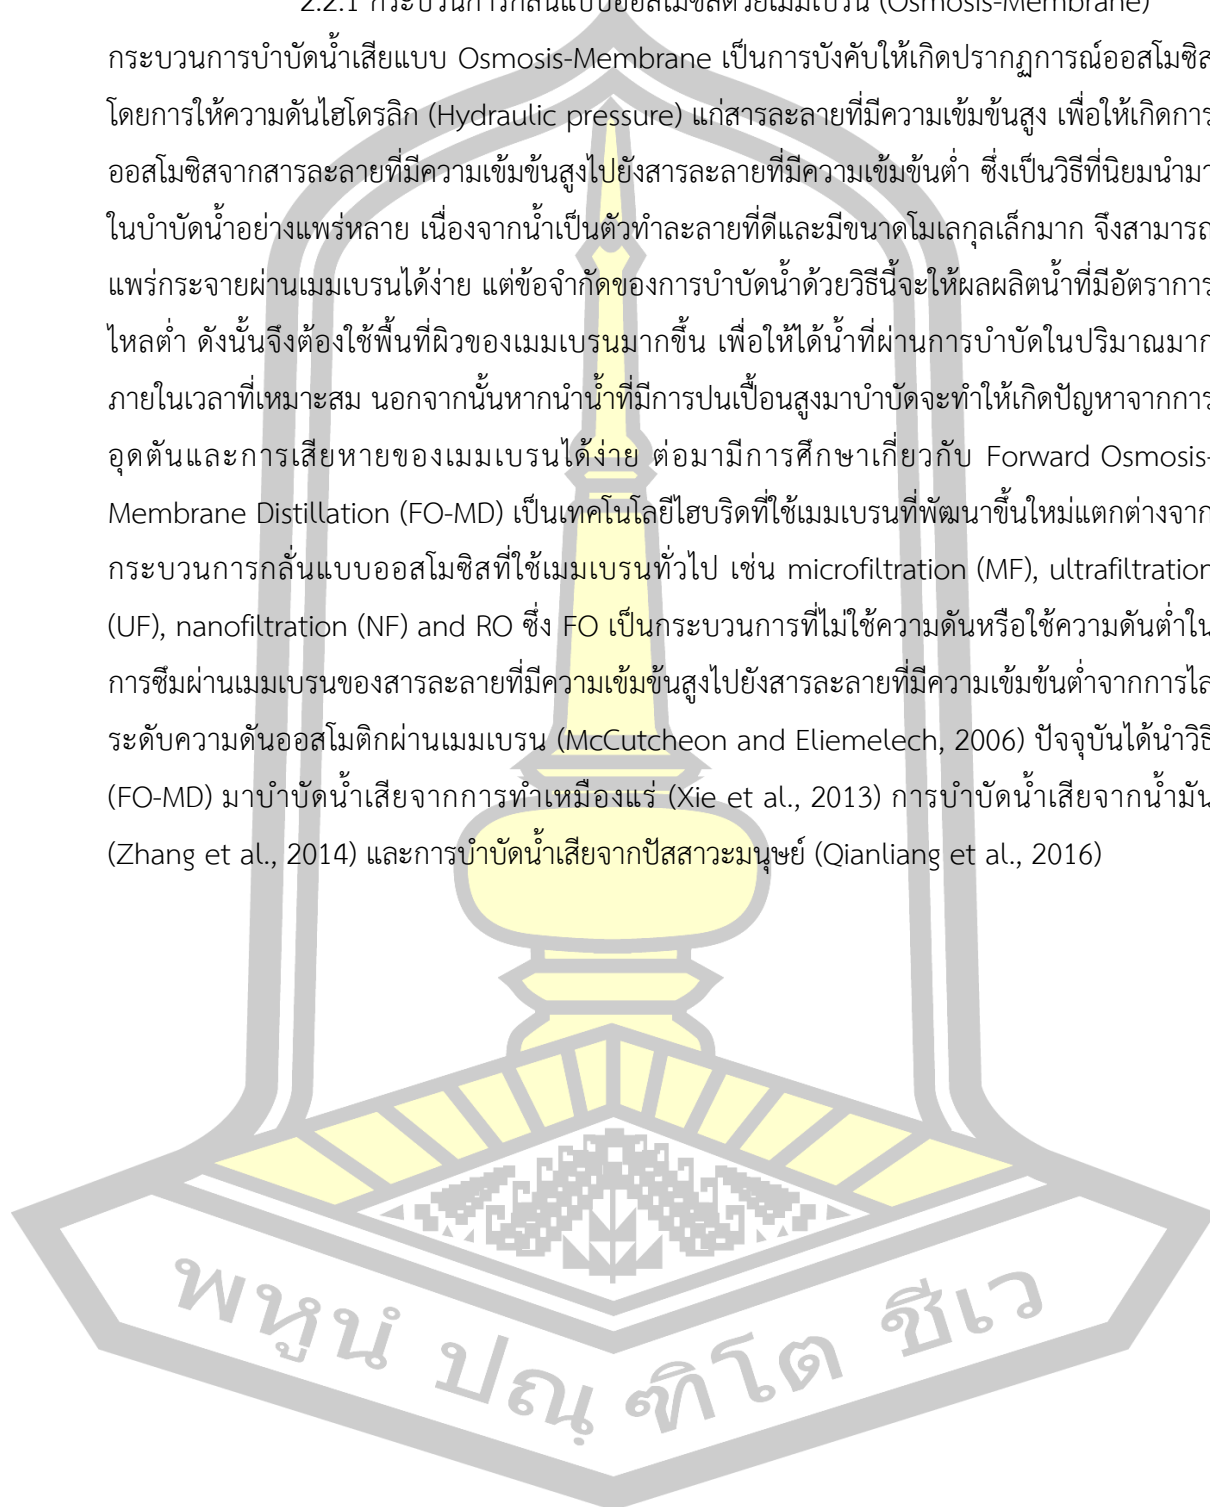 2.2.1 กระบวนการกลั่นแบบออสโมซิสด้วยเมมเบรน (Osmosis-Membrane)
กระบวนการบำบัดน้ำเสียแบบ Osmosis-Membrane เป็นการบังคับให้เกิดปรากฏการณ์ออสโมซิส
โดยการให้ความดันไฮโดรลิก (Hydraulic pressure) แก่สารละลายที่มีความเข้มข้นสูง เพื่อให้เกิดการ
ออสโมซิสจากสารละลายที่มีความเข้มข้นสูงไปยังสารละลายที่มีความเข้มข้นต่ำ ซึ่งเป็นวิธีที่นิยมนำมา
ในบำบัดน้ำอย่างแพร่หลาย เนื่องจากน้ำเป็นตัวทำละลายที่ดีและมีขนาดโมเลกุลเล็กมาก จึงสามารถ
แพร่กระจายผ่านเมมเบรนได้ง่าย แต่ข้อจำกัดของการบำบัดน้ำด้วยวิธีนี้จะให้ผลผลิตน้ำที่มีอัตราการ
ไหลต่ำ ดังนั้นจึงต้องใช้พื้นที่ผิวของเมมเบรนมากขึ้น เพื่อให้ได้น้ำที่ผ่านการบำบัดในปริมาณมาก
ภายในเวลาที่เหมาะสม นอกจากนั้นหากนำน้ำที่มีการปนเปื้อนสูงมาบำบัดจะทำให้เกิดปัญหาจากการ
อุดตันและการเสียหายของเมมเบรนได้ง่าย ต่อมามีการศึกษาเกี่ยวกับ Forward Osmosis-
Membrane Distillation (FO-MD) เป็นเทคโนโลยีไฮบริดที่ใช้เมมเบรนที่พัฒนาขึ้นใหม่แตกต่างจาก
กระบวนการกลั่นแบบออสโมซิสที่ใช้เมมเบรนทั่วไป เช่น microfiltration (MF), ultrafiltration
(UF), nanofiltration (NF) and RO ซึ่ง FO เป็นกระบวนการที่ไม่ใช้ความดันหรือใช้ความดันต่ำใน
การซึมผ่านเมมเบรนของสารละลายที่มีความเข้มข้นสูงไปยังสารละลายที่มีความเข้มข้นต่ำจากการไล
ระดับความดันออสโมติกผ่านเมมเบรน (McCutcheon and Eliemelech, 2006) ปัจจุบันได้นำวิธี
(FO-MD) มาบำบัดน้ำเสียจากการทำเหมืองแร่ (Xie et al., 2013) การบำบัดน้ำเสียจากน้ำมัน
(Zhang et al., 2014) และการบำบัดน้ำเสียจากปัสสาวะมนุษย์ (Qianliang et al., 2016)
พหูนํ ปณฺฑิโต ชีเว